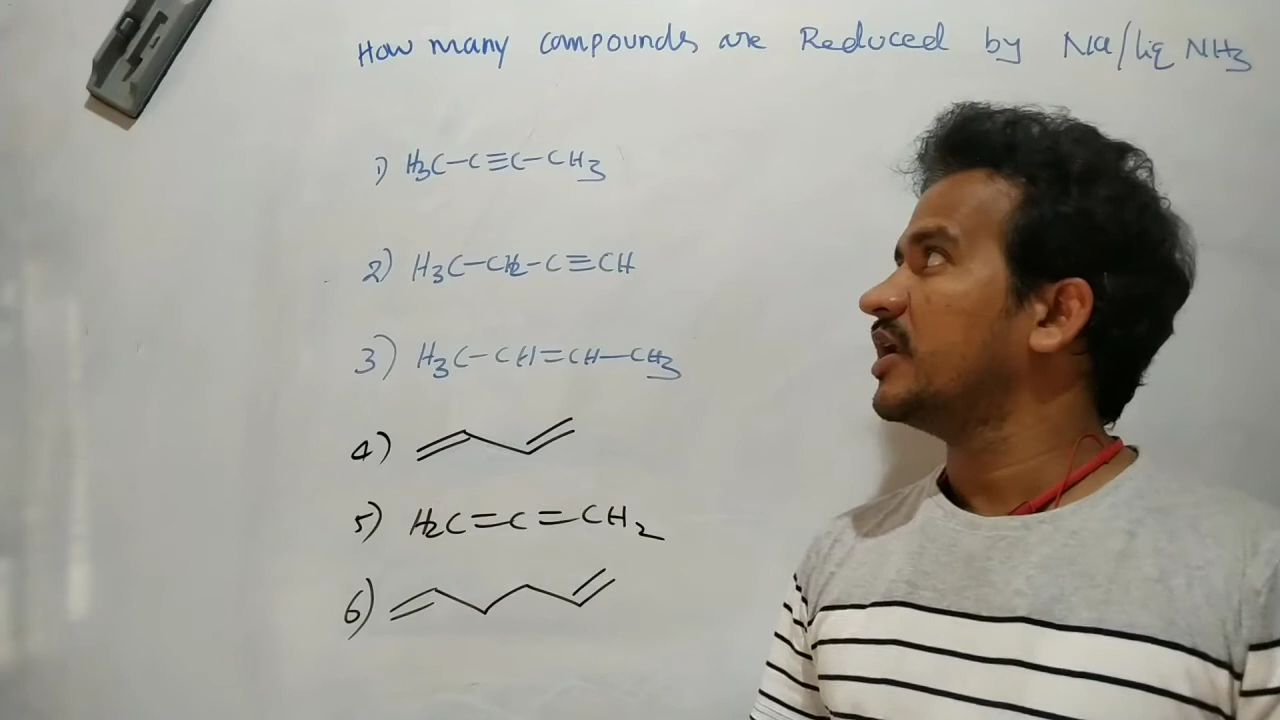 How many compounds are Reduced by Na/liq NH3
1) H3C-C≡C-CH3
2) H3C-CH2-C≡CH
3) H3C-CH=CH-CH3
4)
5) H2C=C=CH2
6)